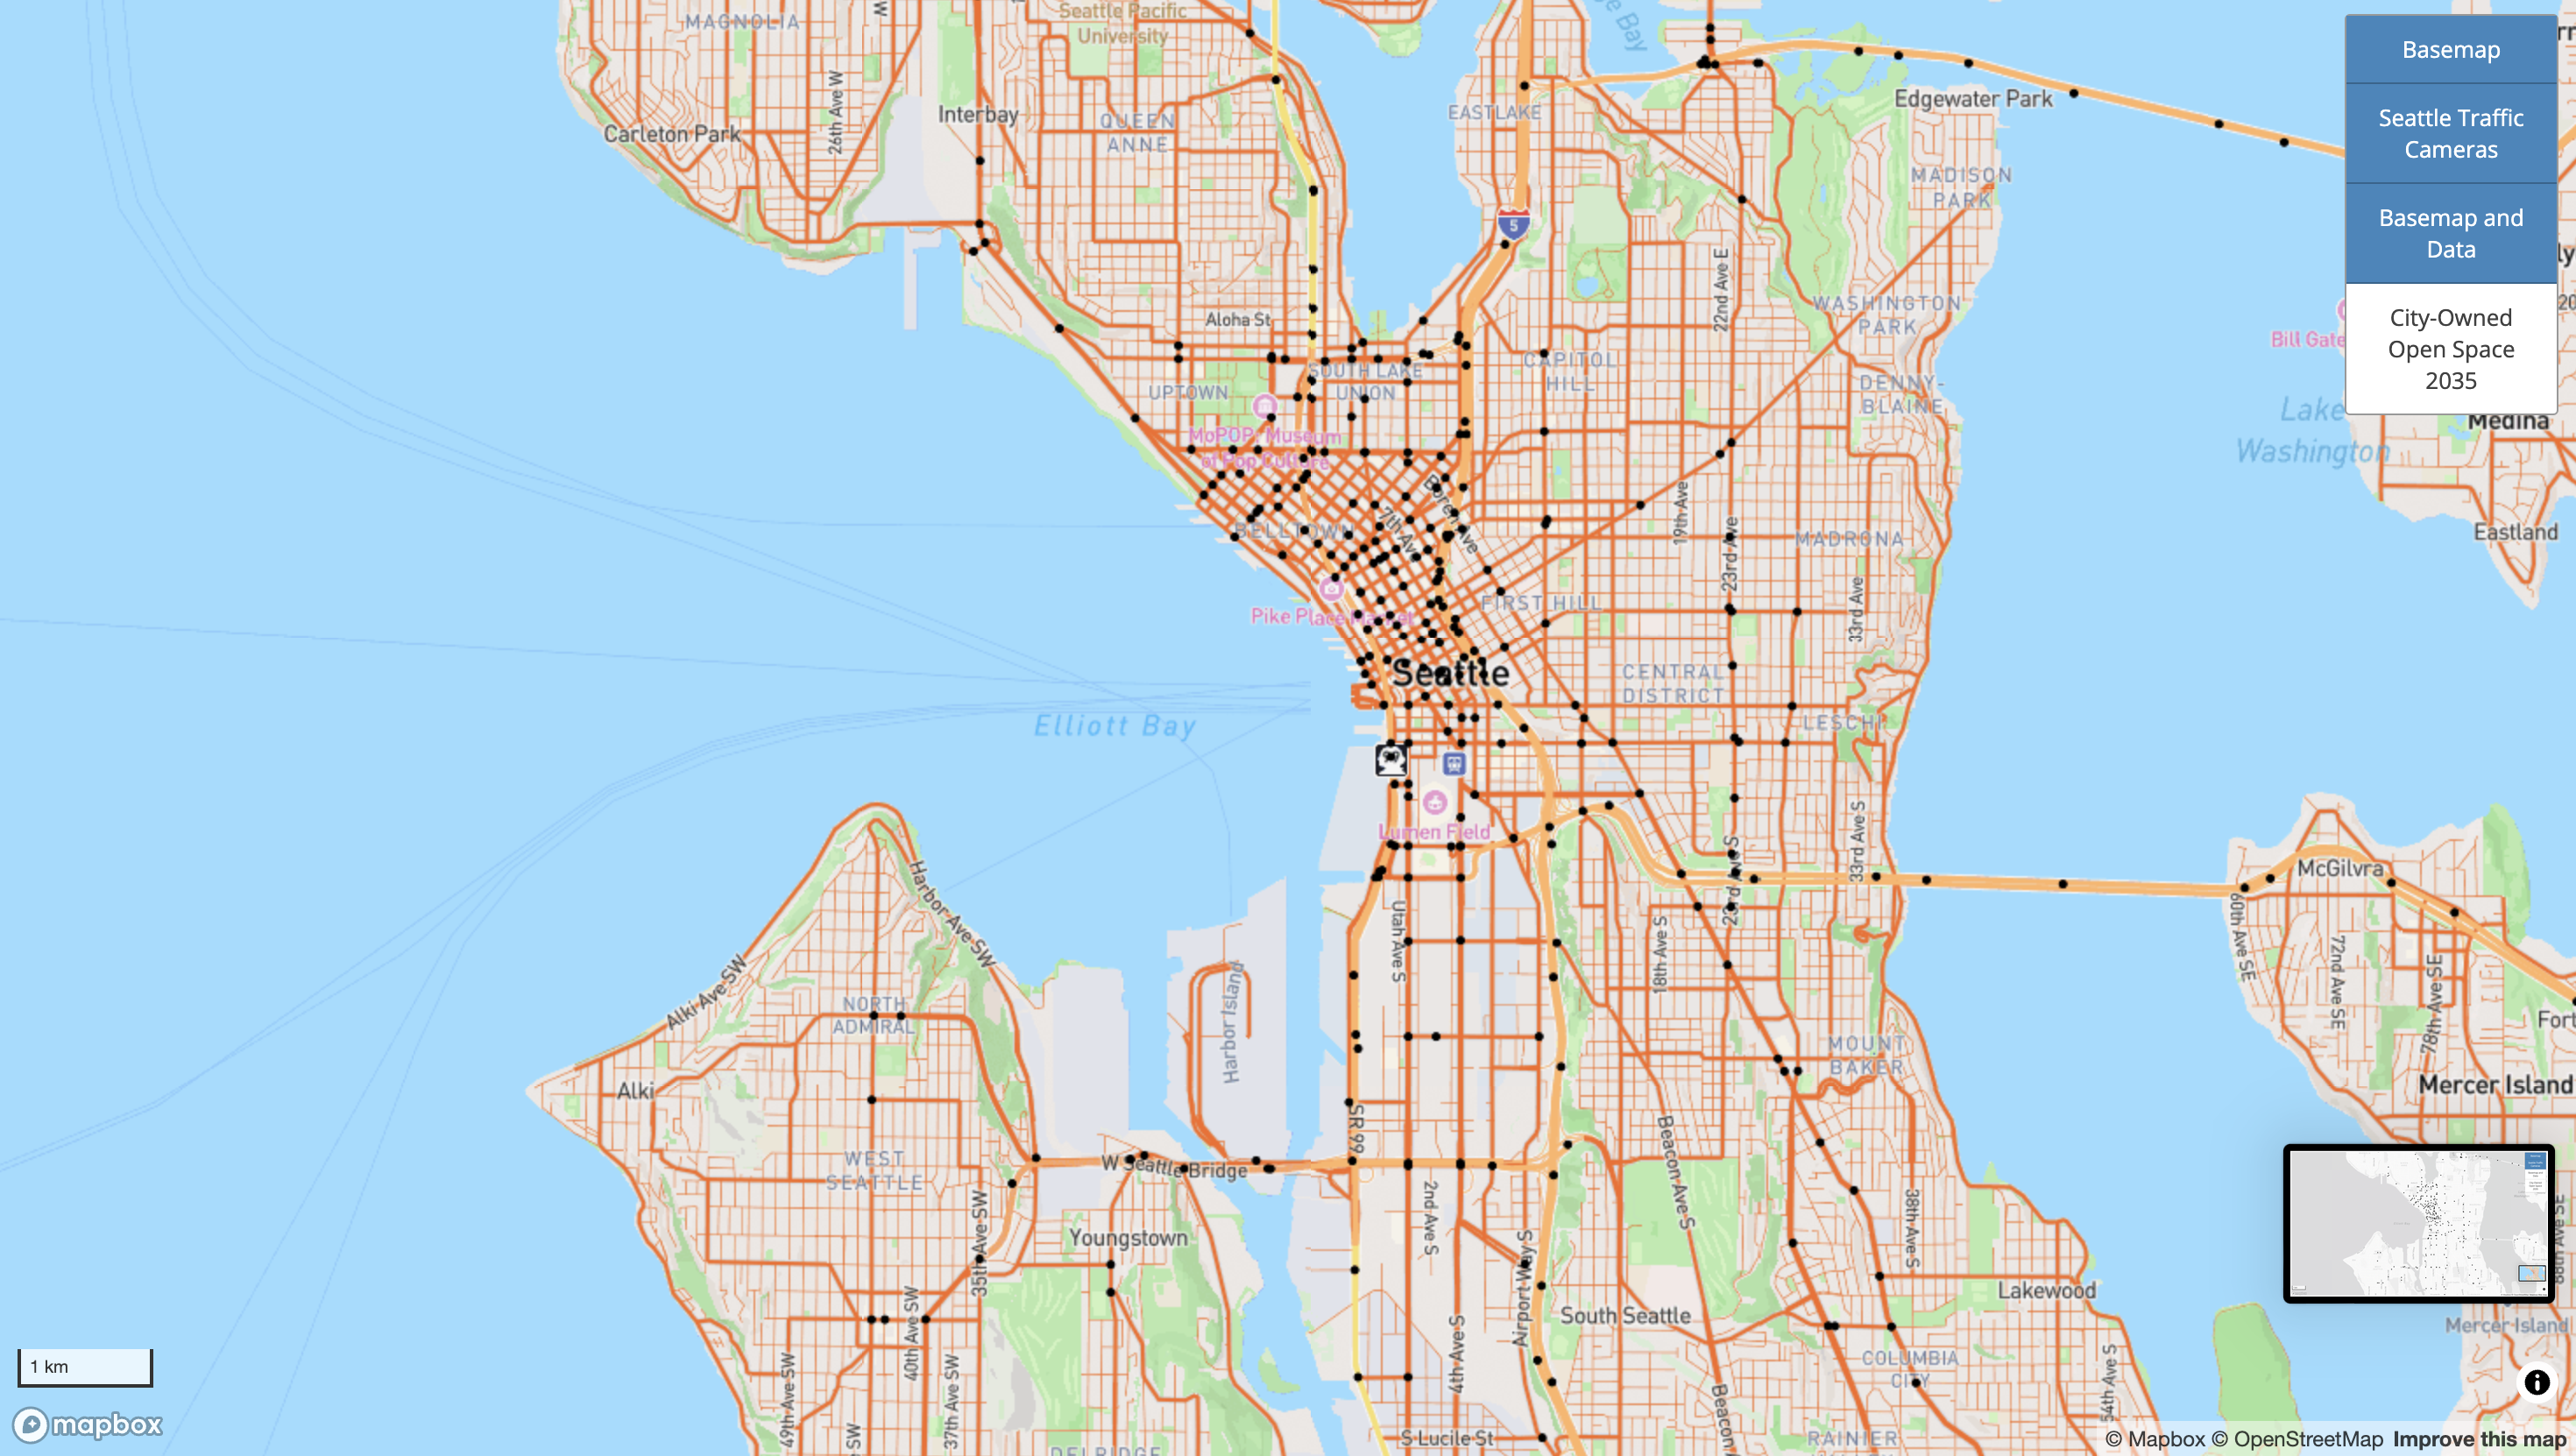 MAGNOLIA
Seattle Pacific
University
26th Ave W
W
Interbay
Carleton Park
QUEEN
ANNE
EASTLAKE
Edgewater Park
MADISON
PARK
5
22nd Ave E
Aloha St
WASHINGTON
PARK
Bill Gate
UPTOWN
SOUTH LAKE
UNION
CAPITOL
HILL
DENNY-
BLAINE
Lake
Washington
Medina
MoPOP: Museum
of Pop Culture
Boren Ave
7th Ave
BELLTOWN
19th Ave
23rd Ave
MADRONA
Eastland
Pike Place Market
FIRST HILL
33rd Ave
Seattle
CENTRAL
DISTRICT
Elliott Bay
LESCHI
Lumen Field
33rd Ave S
23rd Ave S
McGilvra
Harbor Ave SW
Utah Ave S
60th Ave SE
72nd Ave SE
78th Ave SE
Alki Ave SW
Harbor Island
18th Ave S
NORTH
ADMIRAL
Fort
MOUNT
BAKER
Alki
Mercer Island
SR 99
Beacon Ave S
W Seattle Bridge
WEST
SEATTLE
35th Ave SW
2nd Ave S
38th Ave S
88th Ave SE
Youngstown
Airport Way S
Lakewood
South Seattle
40th Ave SW
4th Ave S
Mercer Island
49th Ave SW
SW
37th Ave SW
COLUMBIA
CITY
54th Ave S
Beacon
S Lucile St
RAINIER
DELRIDGE
Basemap
Seattle Traffic
Cameras
Basemap and
Data
City-Owned
Open Space
2035
1 km
mapbox
© Mapbox © OpenStreetMap Improve this map